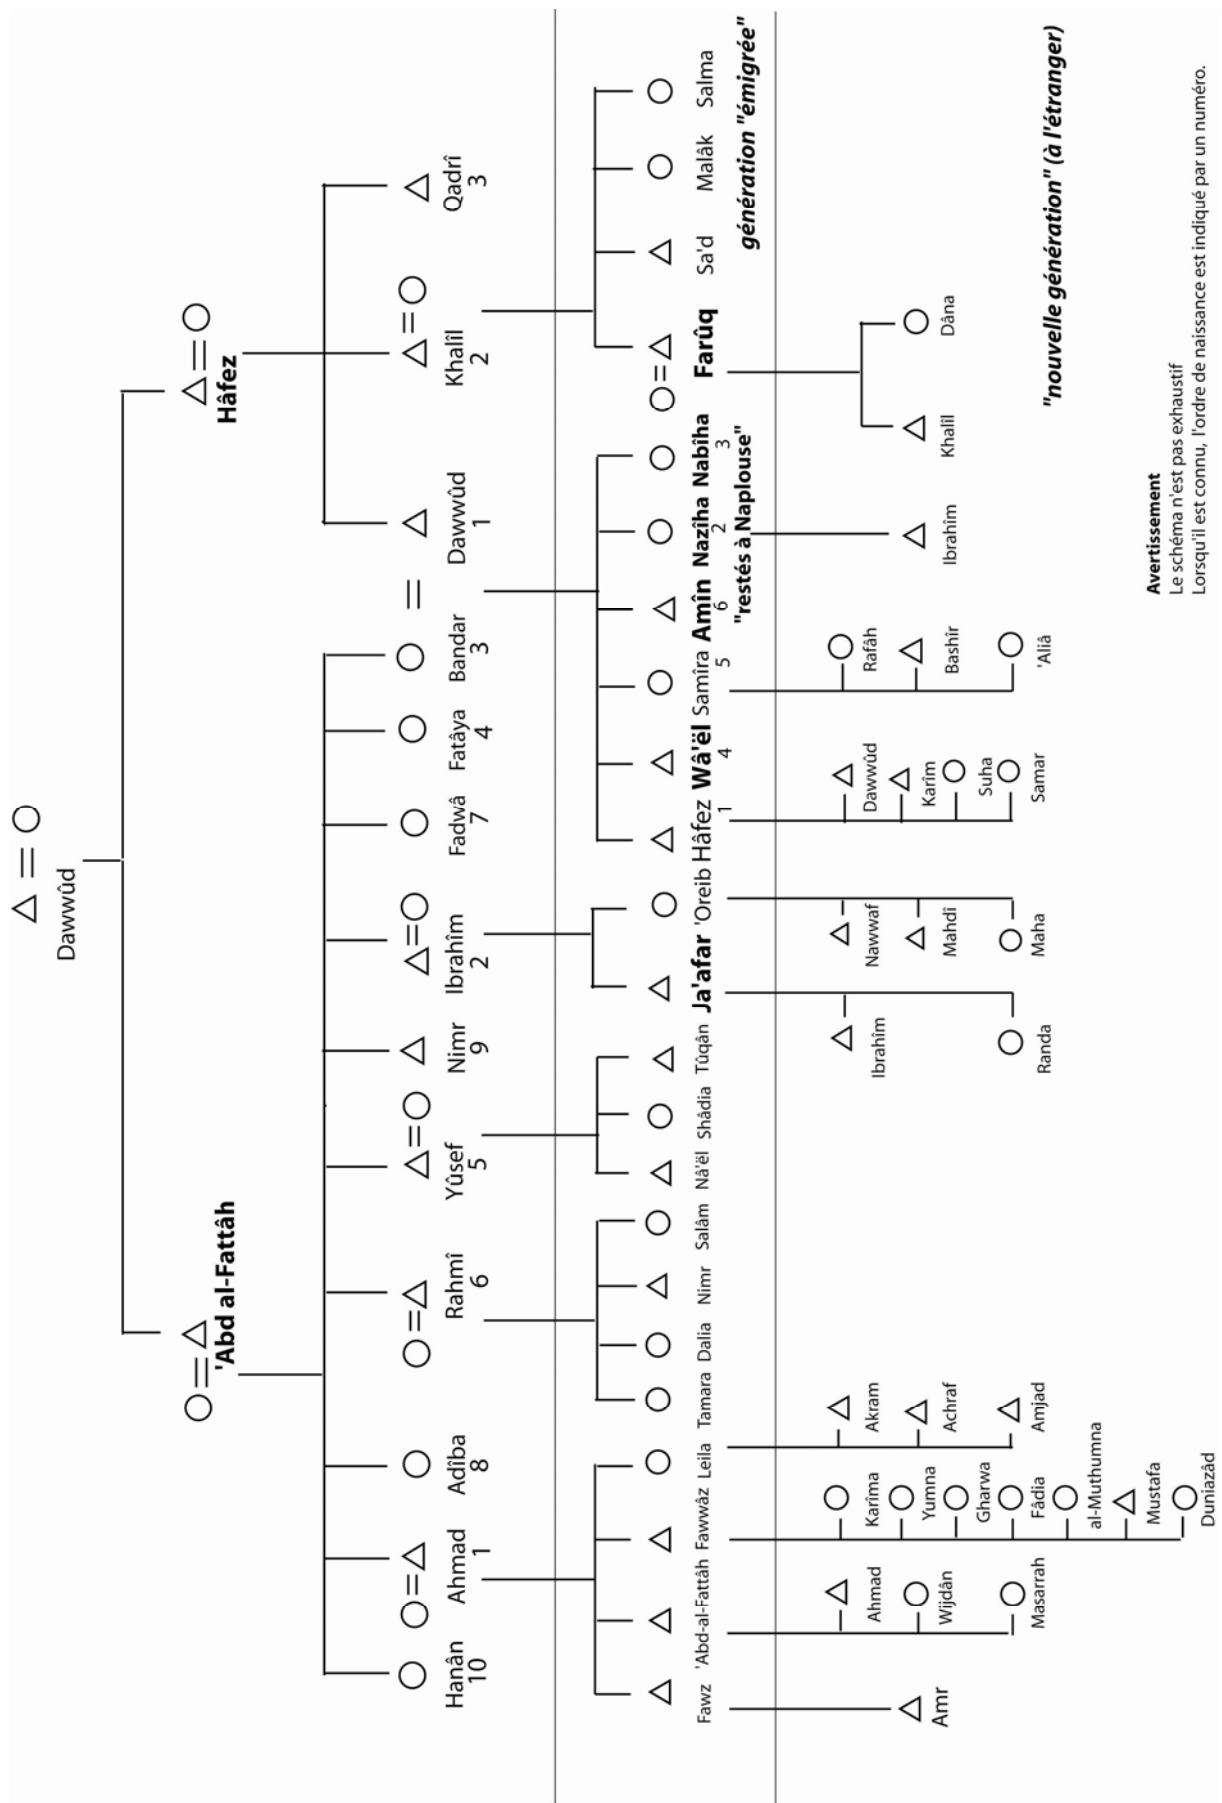 Dawwûd
'Abd al-Fattâh
Hâfez
Hanân
10
Ahmad
1
Adîba
8
Rahmî
6
Yûsef
5
Nimr
9
Ibrahîm
2
Fadwâ
7
Fatâya
4
Bandar
3
Dawwûd
1
Khalîl
2
Qadrî
3
Fawz
'Abd-al-Fattâh
Fawwâz
Leila
Tamara
Dalia
Nimr
Salâm
Nâ'ël
Shâdia
Tûqân
Ja'afar
'Oreib
Hâfez
1
Wâ'ël
4
Samîra
5
Amîn
6
Nazîha
2
Nabîha
3
Farûq
Sa'd
Malâk
Salma
"restés à Naplouse"
génération "émigrée"
Amr
Ahmad
Wijdân
Masarrah
Karîma
Yumna
Gharwa
Fâdia
al-Muthumna
Mustafa
Duniazâd
Akram
Achraf
Amjad
Ibrahîm
Randa
Nawwaf
Mahdî
Maha
Dawwûd
Karîm
Suha
Samar
Rafâh
Bashîr
'Aliâ
Ibrahîm
Khalîl
Dâna
"nouvelle génération" (à l'étranger)
Avertissement
Le schéma n'est pas exhaustif
Lorsqu'il est connu, l'ordre de naissance est indiqué par un numéro.